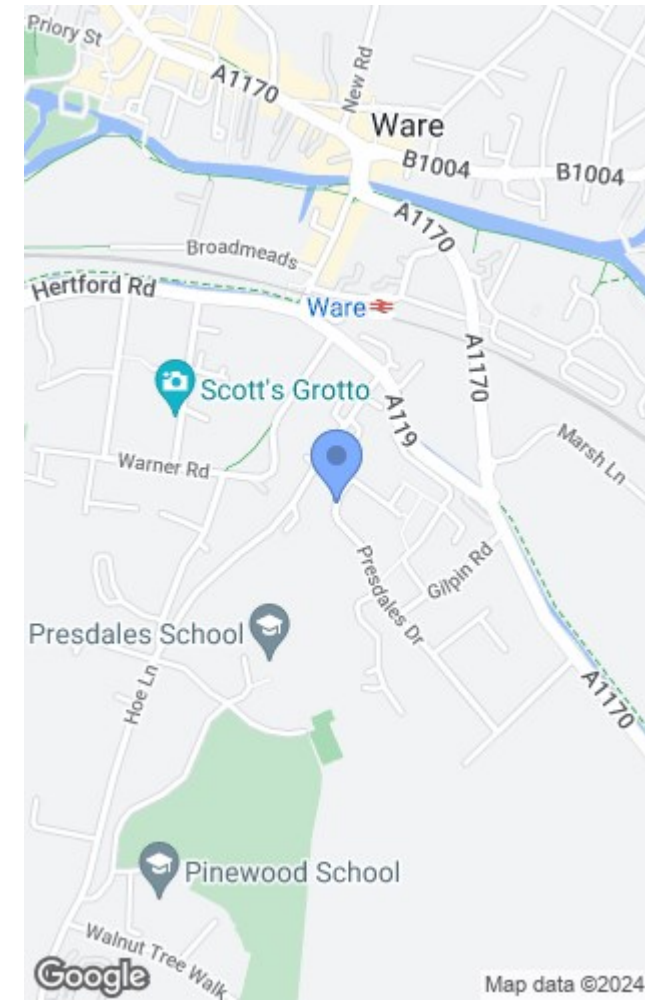 Priory St
A1170
New Rd
Ware
B1004
B1004
A1170
Broadmeads
Hertford Rd
Ware
A1170
Scott's Grotto
A119
Marsh Ln
Warner Rd
Presdales Dr
Gilpin Rd
Presdales School
Hoe Ln
A1170
Pinewood School
Walnut Tree Walk
Google
Map data ©2024